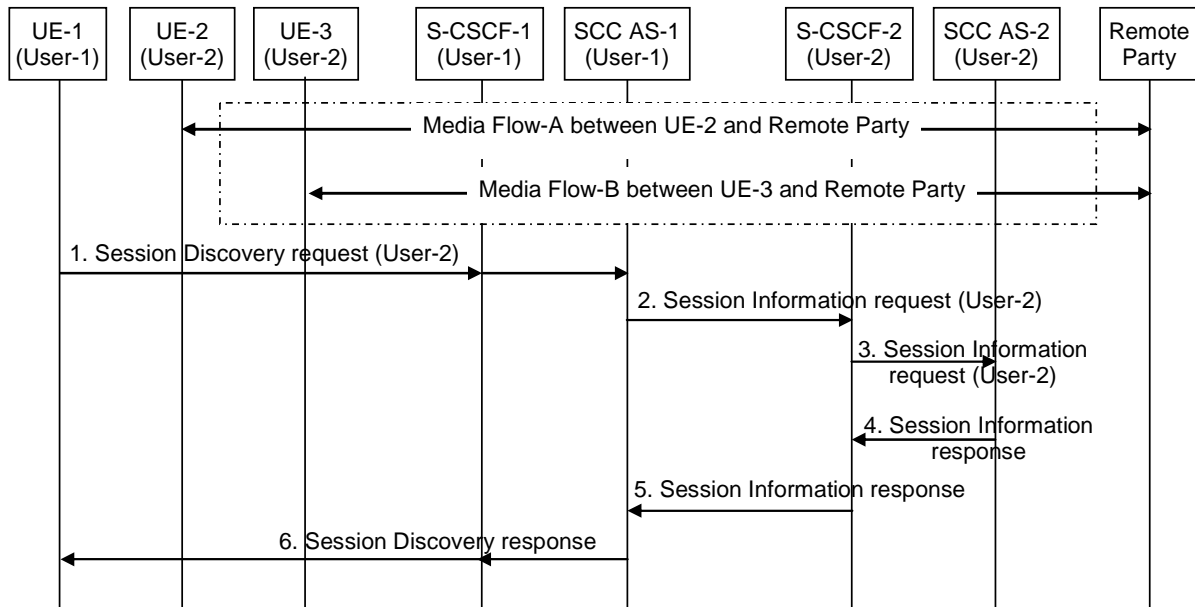 UE-1
(User-1)
UE-2
(User-2)
UE-3
(User-2)
S-CSCF-1
(User-1)
SCC AS-1
(User-1)
S-CSCF-2
(User-2)
SCC AS-2
(User-2)
Remote
Party
Media Flow-A between UE-2 and Remote Party
Media Flow-B between UE-3 and Remote Party
1. Session Discovery request (User-2)
2. Session Information request (User-2)
3. Session Information
request (User-2)
4. Session Information
response
5. Session Information response
6. Session Discovery response